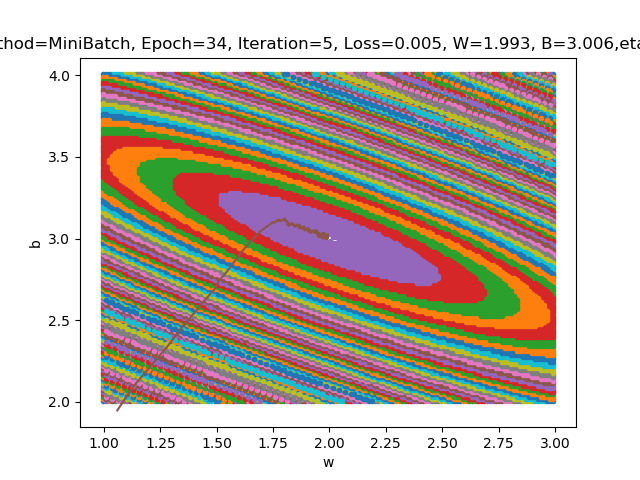 thod=MiniBatch, Epoch=34, Iteration=5, Loss=0.005, W=1.993, B=3.006,eta
4.0
3.5
3.0
2.5
2.0
b
1.00 1.25 1.50 1.75 2.00 2.25 2.50 2.75 3.00
w